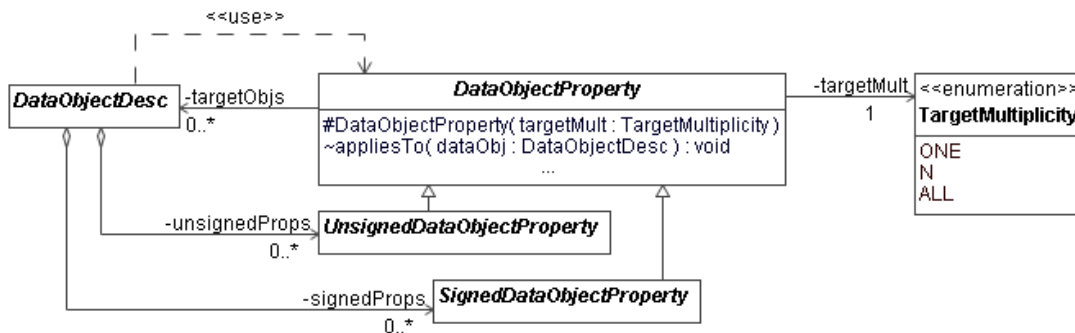 <<use>>
DataObjectDesc
-targetObjs
0..*
DataObjectProperty
#DataObjectProperty( targetMult : TargetMultiplicity )
~appliesTo( dataObj : DataObjectDesc ) : void
...
-targetMult
1
<<enumeration>>
TargetMultiplicity
ONE
N
ALL
-unsignedProps
0..*
UnsignedDataObjectProperty
-signedProps
0..*
SignedDataObjectProperty